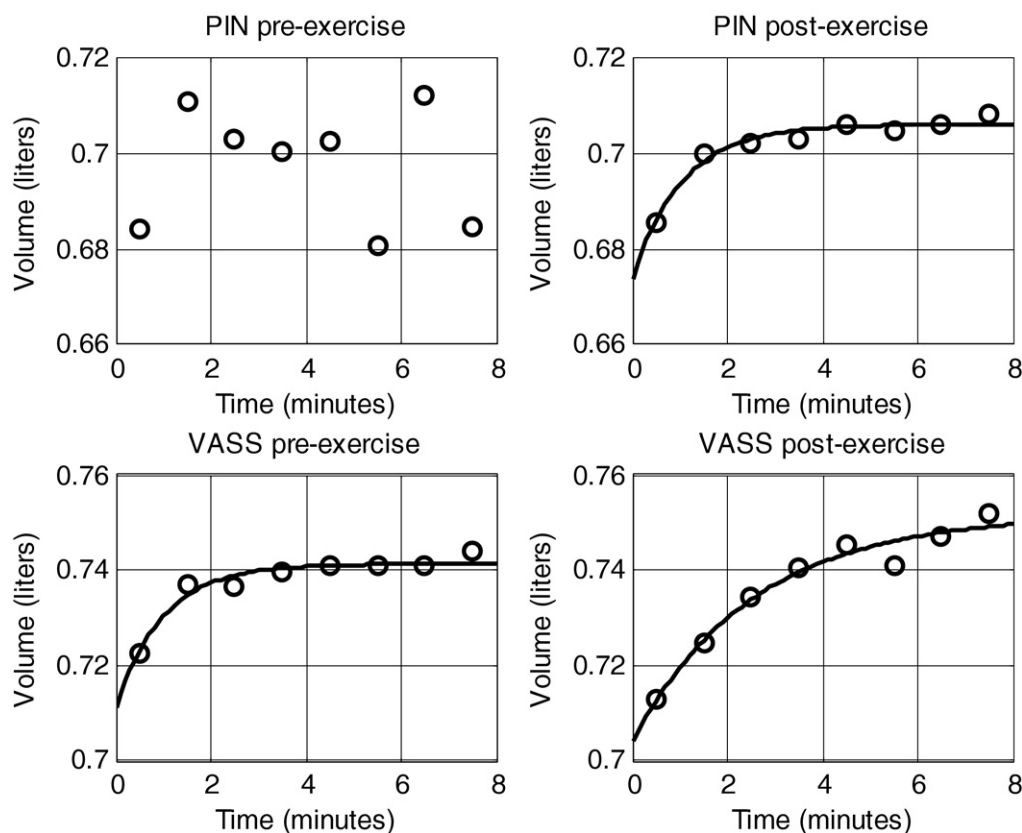 PIN pre-exercise
0.72
0.7
0.68
0.66
Volume (liters)
0 2 4 6 8
Time (minutes)
PIN post-exercise
0.72
0.7
0.68
0.66
Volume (liters)
0 2 4 6 8
Time (minutes)
VASS pre-exercise
0.76
0.74
0.72
0.7
Volume (liters)
0 2 4 6 8
Time (minutes)
VASS post-exercise
0.76
0.74
0.72
0.7
Volume (liters)
0 2 4 6 8
Time (minutes)